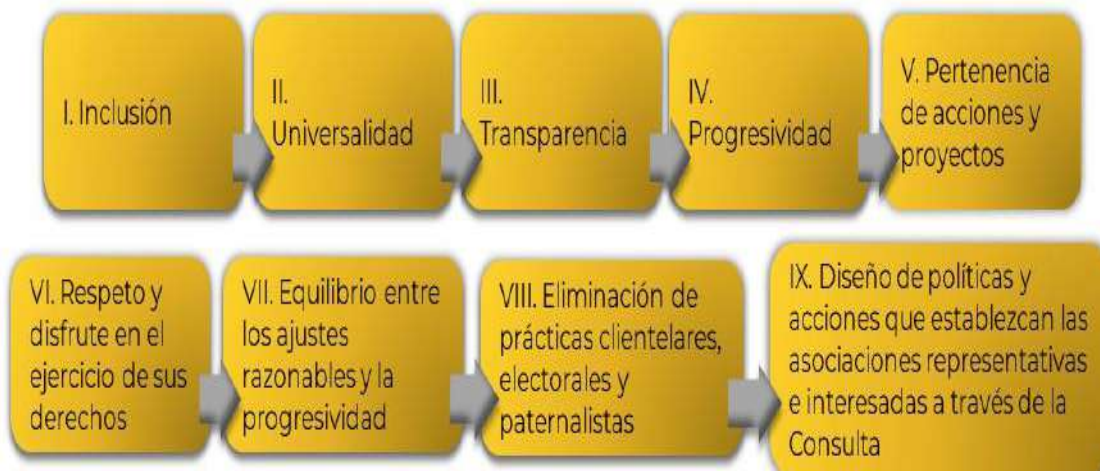 I. Inclusión
II.
Universalidad
III.
Transparencia
IV.
Progresividad
V. Pertenencia
de acciones y
proyectos
VI. Respeto y
disfrute en el
ejercicio de sus
derechos
VII. Equilibrio entre
los ajustes
razonables y la
progresividad
VIII. Eliminación de
prácticas clientelares,
electorales y
paternalistas
IX. Diseño de políticas y
acciones que establezcan las
asociaciones representativas
e interesadas a través de la
Consulta